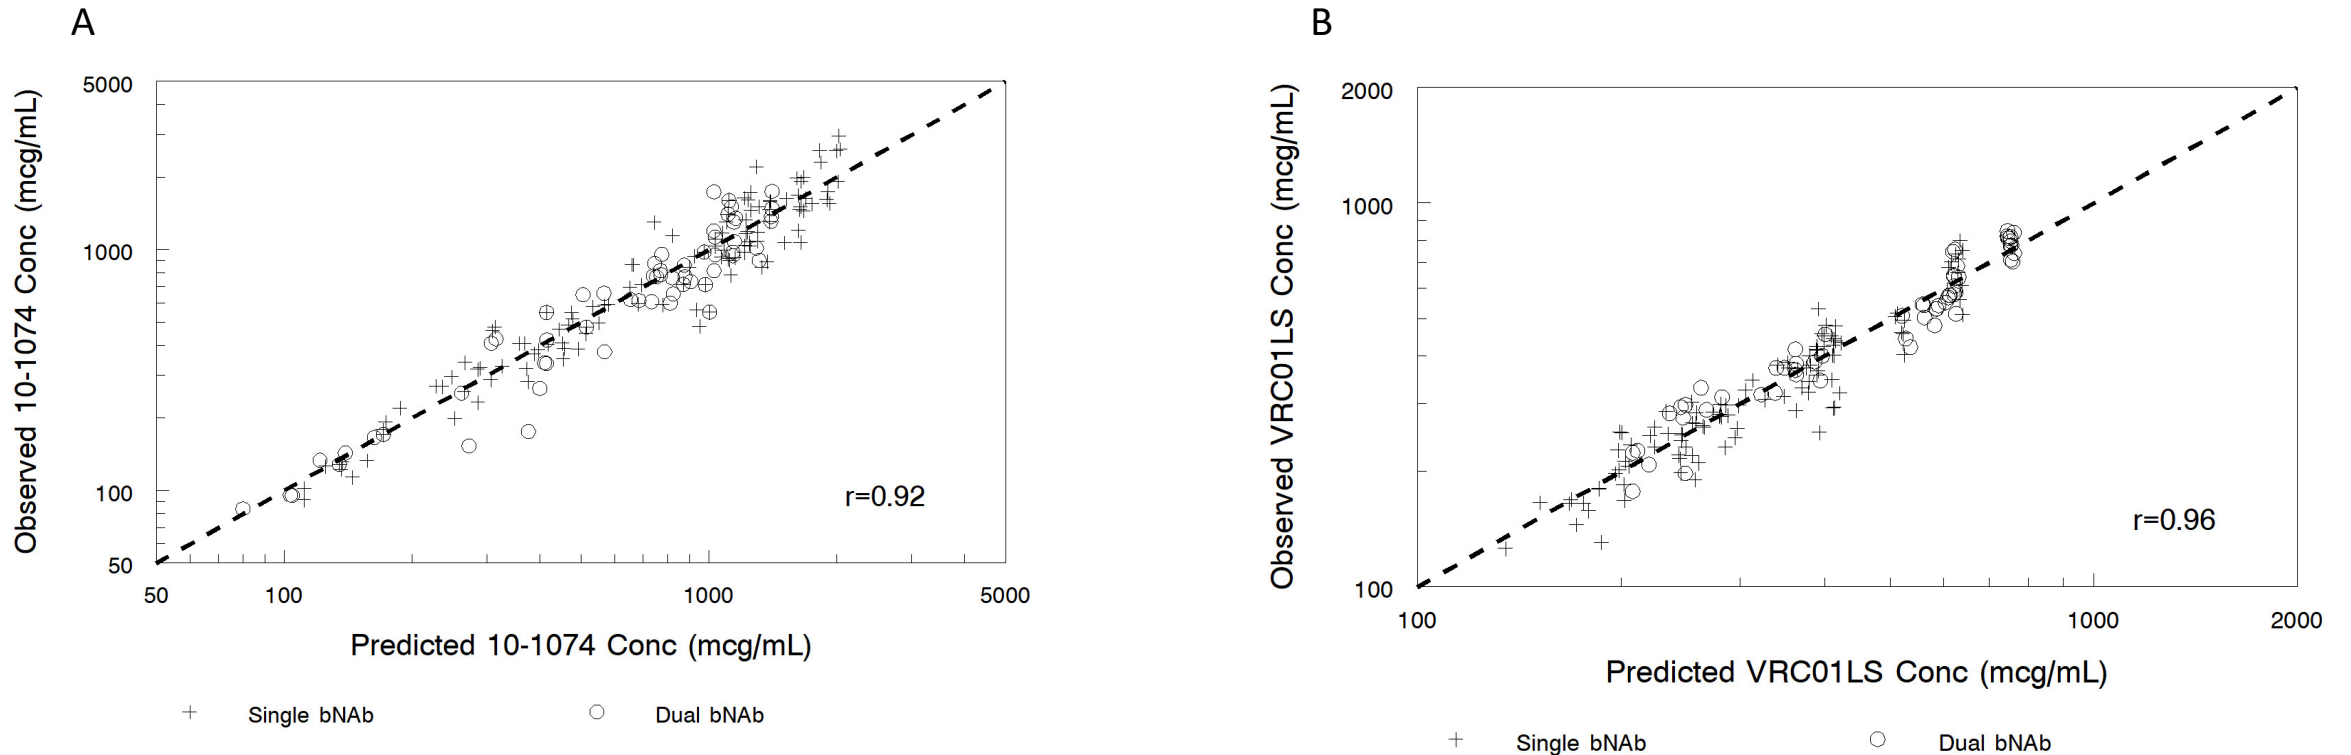 A
5000
1000
100
50
Observed 10-1074 Conc (mcg/mL)
r=0.92
50 100 1000 5000
Predicted 10-1074 Conc (mcg/mL)
Single bNAb Dual bNAb
B
2000
1000
100
Observed VRC01LS Conc (mcg/mL)
r=0.96
100 1000 2000
Predicted VRC01LS Conc (mcg/mL)
Single bNAb Dual bNAb